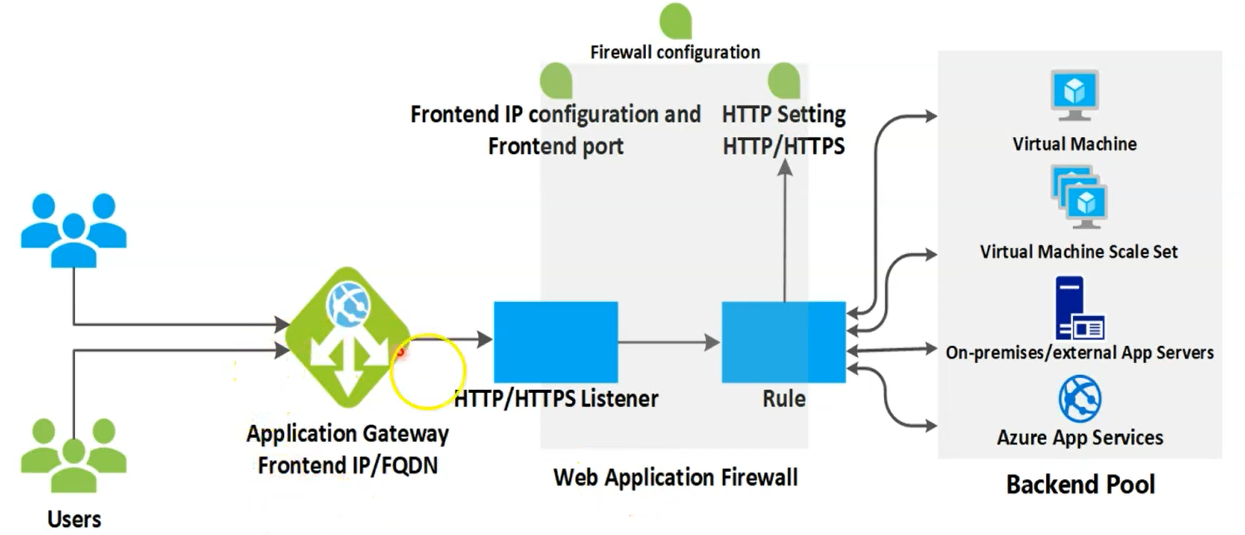 Firewall configuration
Frontend IP configuration and
Frontend port
HTTP Setting
HTTP/HTTPS
Virtual Machine
Virtual Machine Scale Set
On-premises/external App Servers
Azure App Services
Backend Pool
HTTP/HTTPS Listener
Rule
Web Application Firewall
Application Gateway
Frontend IP/FQDN
Users